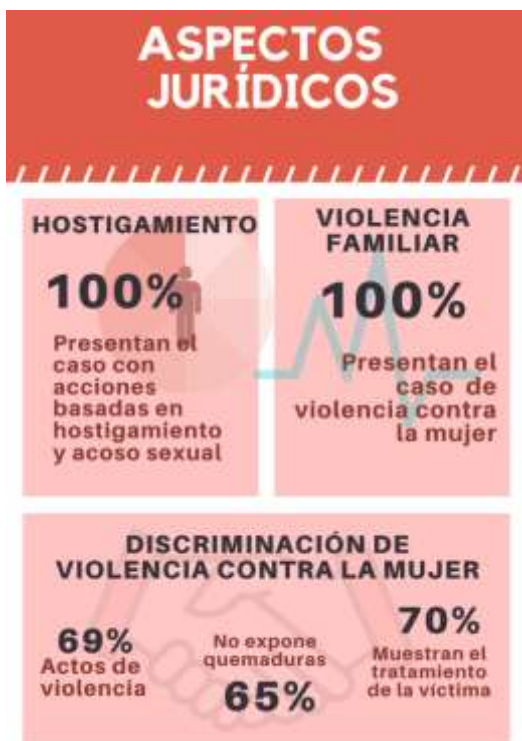 ASPECTOS
JURÍDICOS
HOSTIGAMIENTO
100%
Presentan el
caso con
acciones
basadas en
hostigamiento
y acoso sexual
VIOLENCIA
FAMILIAR
100%
Presentan el
caso de
violencia contra
la mujer
DISCRIMINACIÓN DE
VIOLENCIA CONTRA LA MUJER
69%
Actos de
violencia
No expone
quemaduras
65%
70%
Muestran el
tratamiento
de la víctima